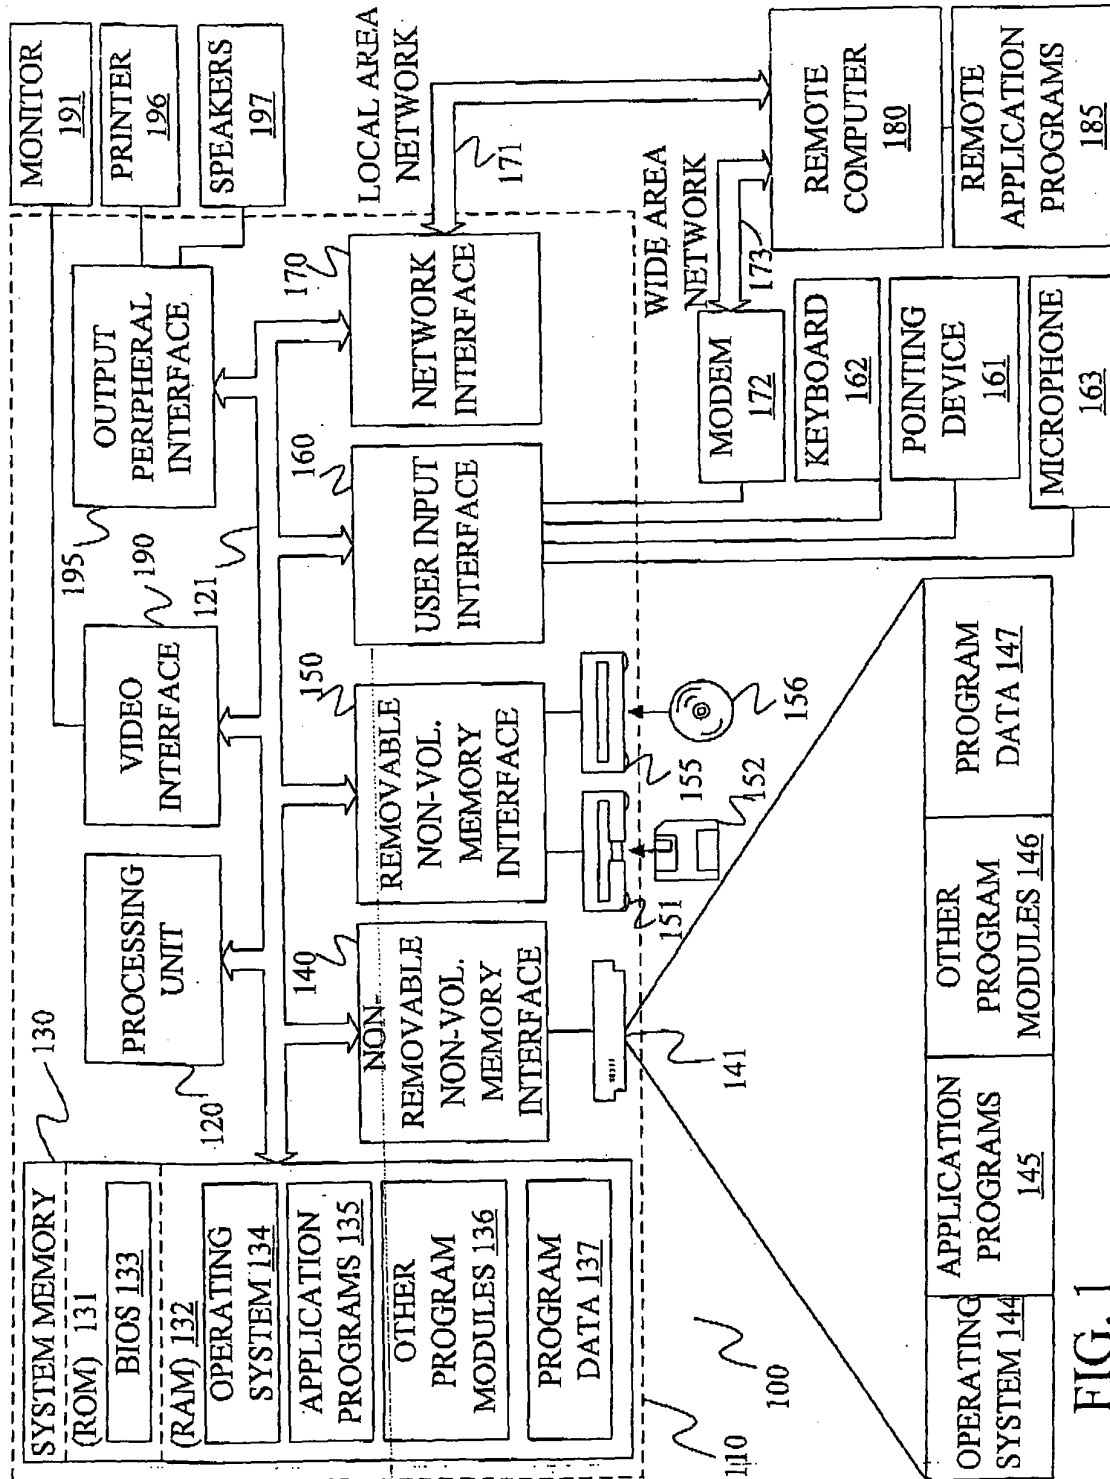 SYSTEM MEMORY
(ROM) 131
BIOS 133
(RAM) 132
OPERATING
SYSTEM 134
APPLICATION
PROGRAMS 135
OTHER
PROGRAM
MODULES 136
PROGRAM
DATA 137
130
PROCESSING
UNIT
120
VIDEO
INTERFACE
190
121
OUTPUT
PERIPHERAL
INTERFACE
195
MONITOR
191
PRINTER
196
SPEAKERS
197
NON-
REMOVABLE
NON-VOL.
MEMORY
INTERFACE
140
REMOVABLE
NON-VOL.
MEMORY
INTERFACE
150
USER INPUT
INTERFACE
160
NETWORK
INTERFACE
170
LOCAL AREA
NETWORK
171
WIDE AREA
NETWORK
173
141
151
152
155
156
MODEM
172
KEYBOARD
162
POINTING
DEVICE
161
MICROPHONE
163
REMOTE
COMPUTER
180
REMOTE
APPLICATION
PROGRAMS
185
100
110
OPERATING
SYSTEM 144
APPLICATION
PROGRAMS
145
OTHER
PROGRAM
MODULES 146
PROGRAM
DATA 147
FIG. 1